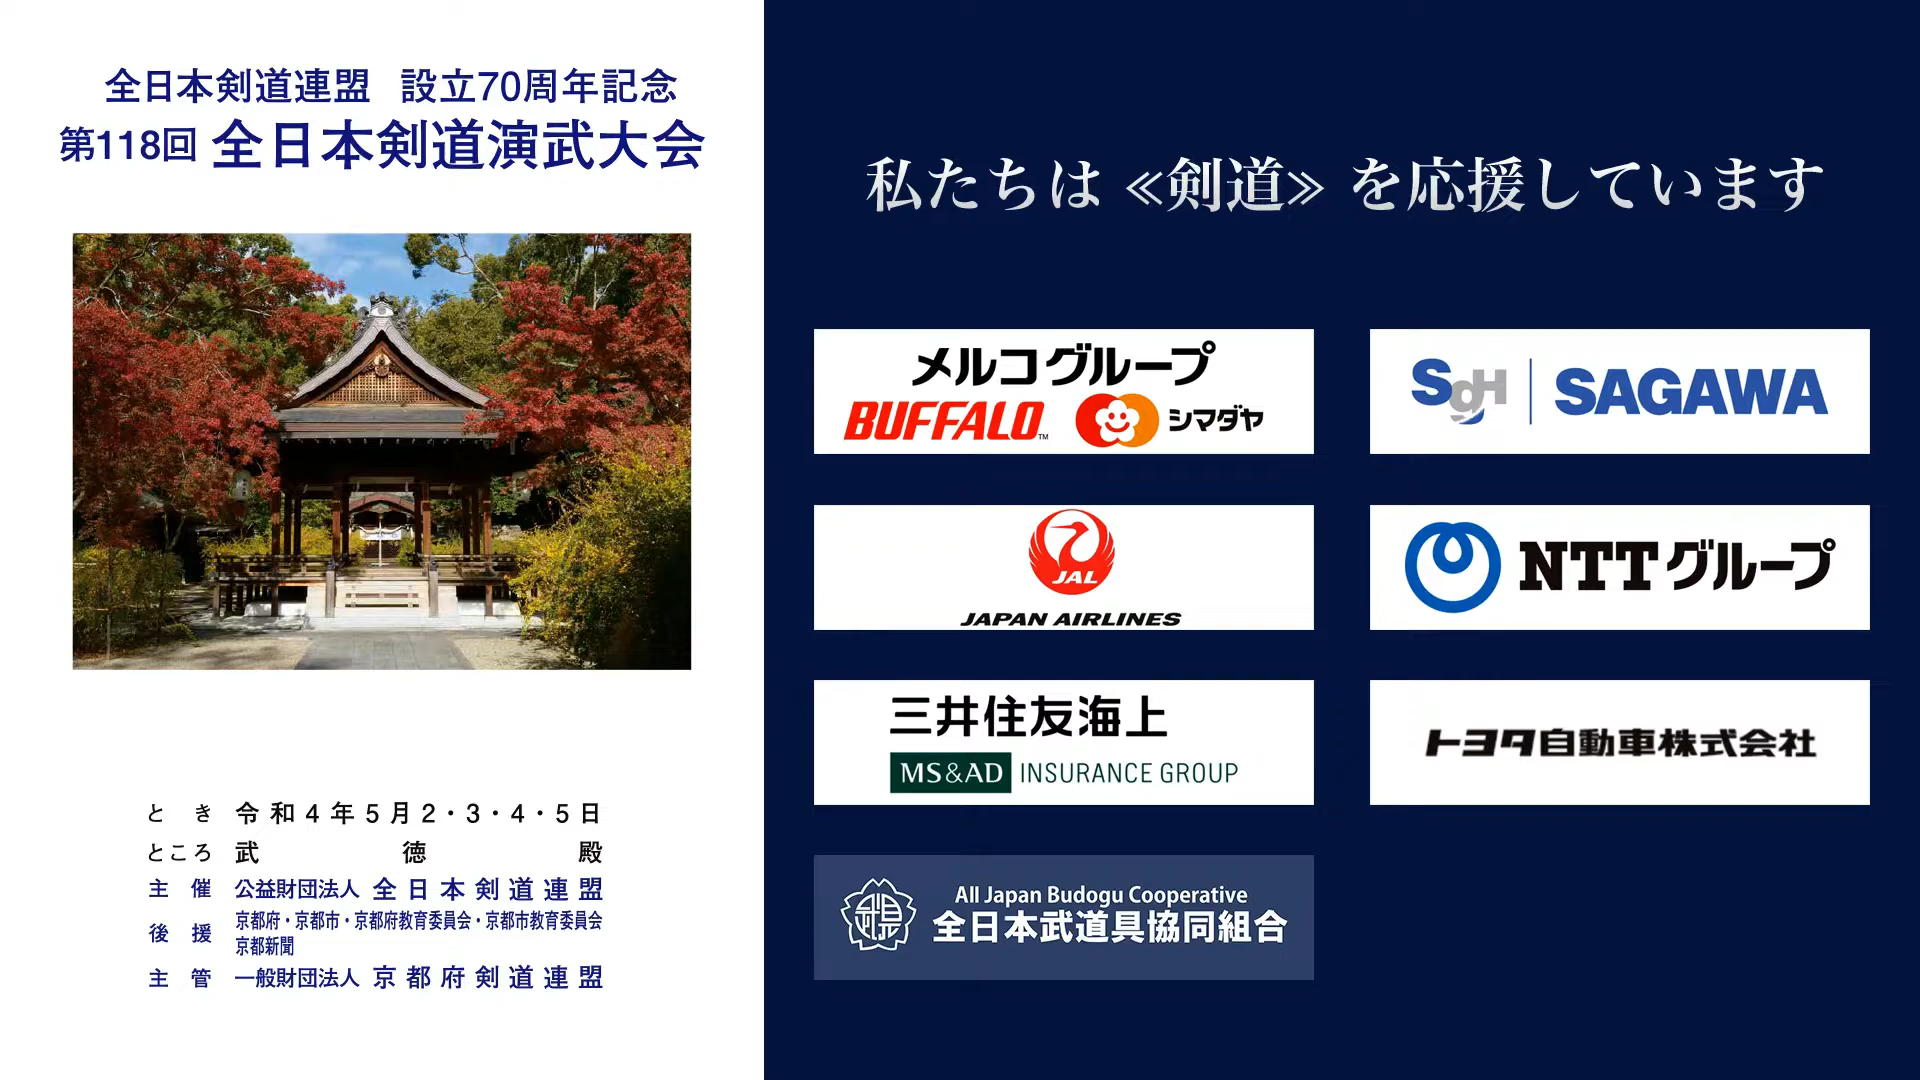 全日本剣道連盟 設立70周年記念
第118回 全日本剣道演武大会
とき 令和4年5月2・3・4・5日
ところ 武徳殿
主催 公益財団法人 全日本剣道連盟
後援 京都府・京都市・京都府教育委員会・京都市教育委員会
京都新聞
主管 一般財団法人 京都府剣道連盟
私たちは≪剣道≫を応援しています
メルコグループ
BUFFALO™ シマダヤ
SGH SAGAWA
JAL
JAPAN AIRLINES
NTTグループ
三井住友海上
MS&AD INSURANCE GROUP
トヨタ自動車株式会社
All Japan Budogu Cooperative
全日本武道具協同組合